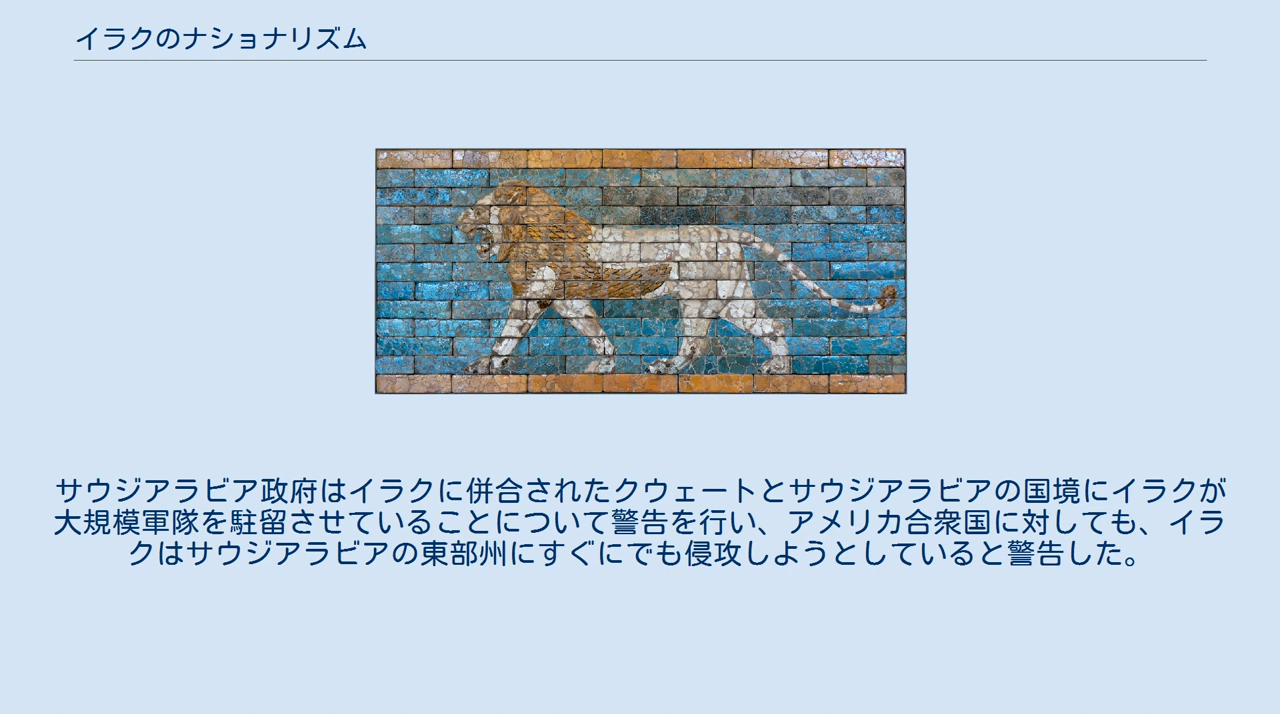 イラクのナショナリズム
サウジアラビア政府はイラクに併合されたクウェートとサウジアラビアの国境にイラクが
大規模軍隊を駐留させていることについて警告を行い、アメリカ合衆国に対しても、イラ
クはサウジアラビアの東部州にすぐにでも侵攻しようとしていると警告した。